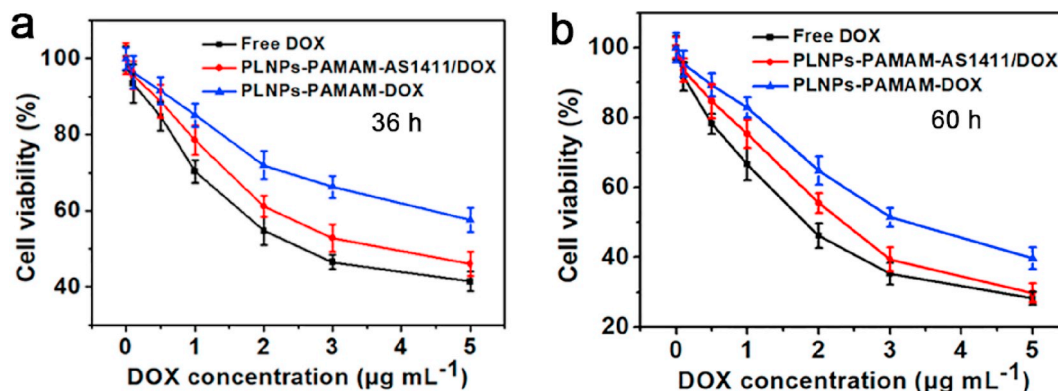 a
Free DOX
PLNPs-PAMAM-AS1411/DOX
PLNPs-PAMAM-DOX
36 h
Cell viability (%)
100
80
60
40
0 1 2 3 4 5
DOX concentration (μg mL⁻¹)
b
Free DOX
PLNPs-PAMAM-AS1411/DOX
PLNPs-PAMAM-DOX
60 h
Cell viability (%)
100
80
60
40
20
0 1 2 3 4 5
DOX concentration (μg mL⁻¹)